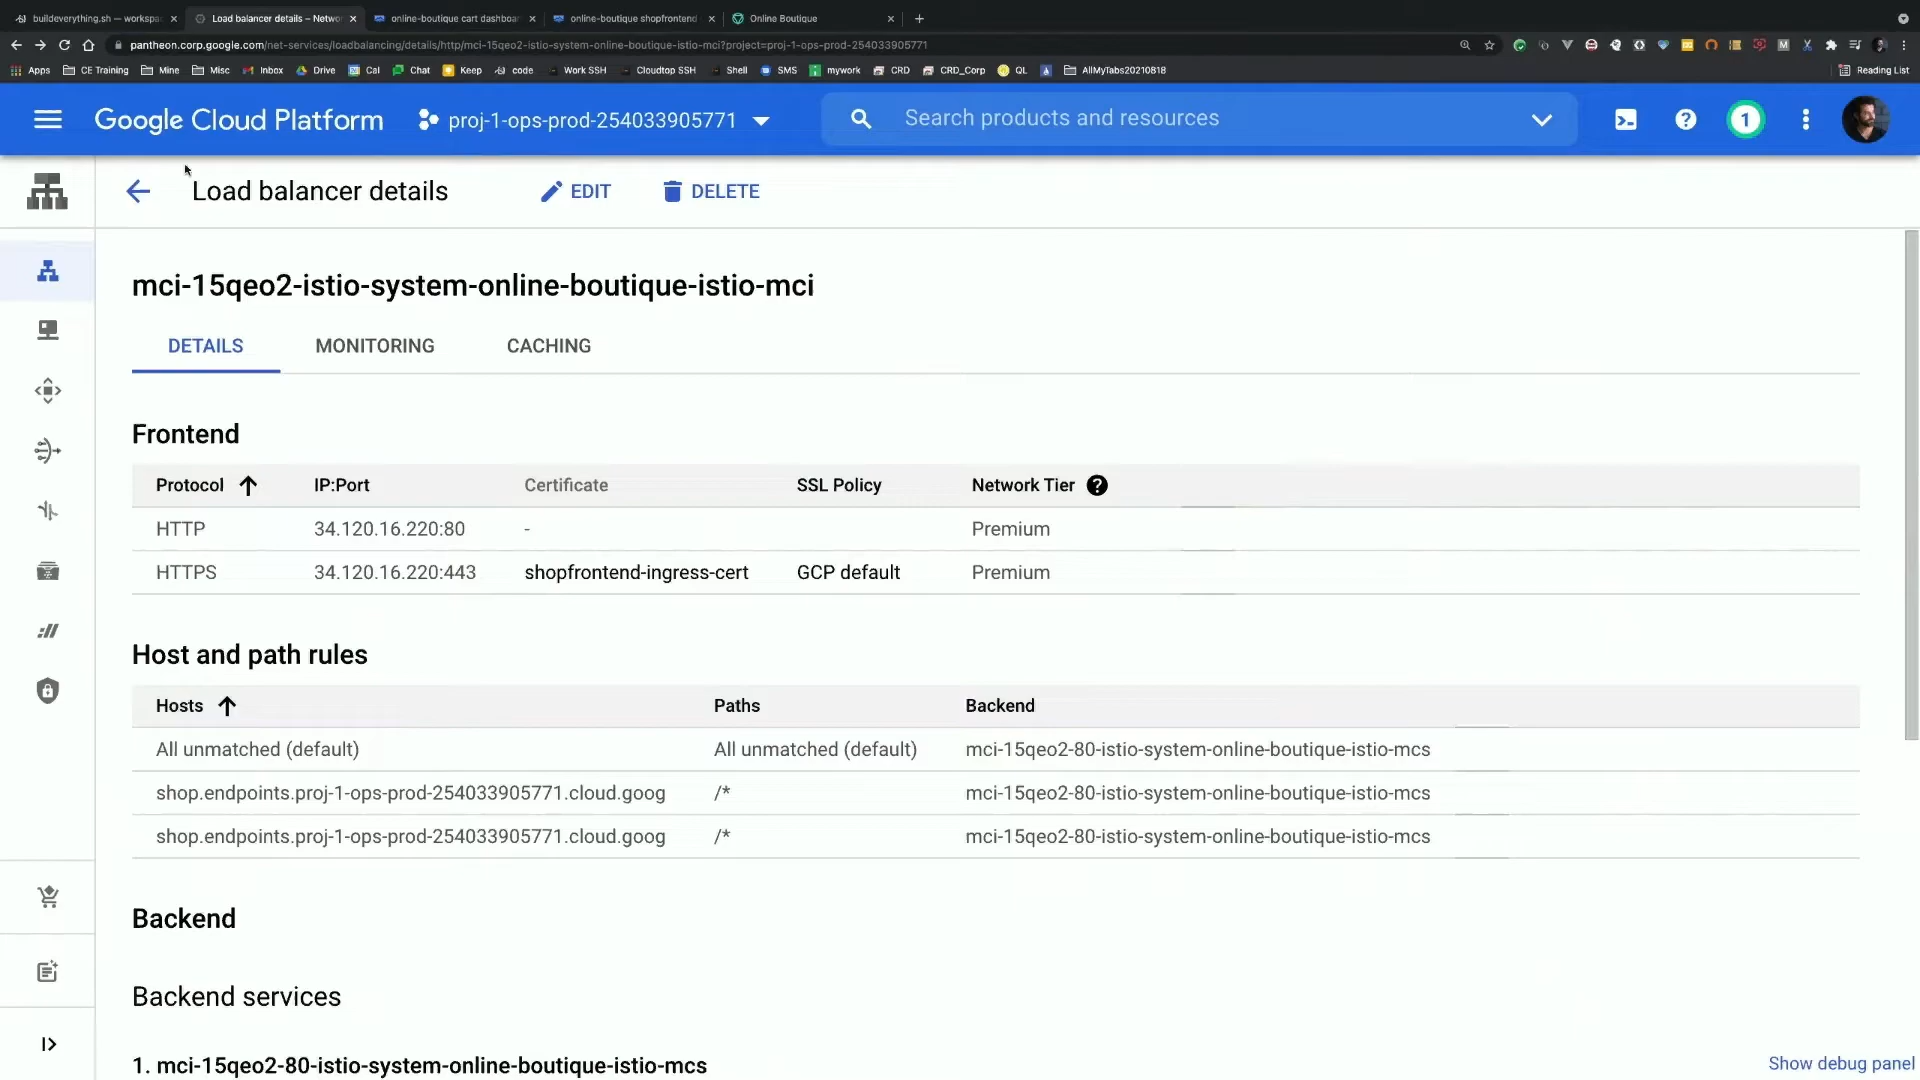 buildeverything.sh — workspac
Load balancer details – Networ
online-boutique cart dashboar
online-boutique shopfrontend
Online Boutique
pantheon.corp.google.com/net-services/loadbalancing/details/http/mci-15qeo2-istio-system-online-boutique-istio-mci?project=proj-1-ops-prod-254033905771
Apps CE Training Mine Misc Inbox Drive Cal Chat Keep code Work SSH Cloudtop SSH Shell SMS mywork CRD CRD_Corp QL AllMyTabs20210818 Reading List
Google Cloud Platform proj-1-ops-prod-254033905771 Search products and resources 1
Load balancer details EDIT DELETE
mci-15qeo2-istio-system-online-boutique-istio-mci
DETAILS MONITORING CACHING
Frontend
Protocol IP:Port Certificate SSL Policy Network Tier ?
HTTP 34.120.16.220:80 - Premium
HTTPS 34.120.16.220:443 shopfrontend-ingress-cert GCP default Premium
Host and path rules
Hosts Paths Backend
All unmatched (default) All unmatched (default) mci-15qeo2-80-istio-system-online-boutique-istio-mcs
shop.endpoints.proj-1-ops-prod-254033905771.cloud.goog /* mci-15qeo2-80-istio-system-online-boutique-istio-mcs
shop.endpoints.proj-1-ops-prod-254033905771.cloud.goog /* mci-15qeo2-80-istio-system-online-boutique-istio-mcs
Backend
Backend services
1. mci-15qeo2-80-istio-system-online-boutique-istio-mcs
Show debug panel